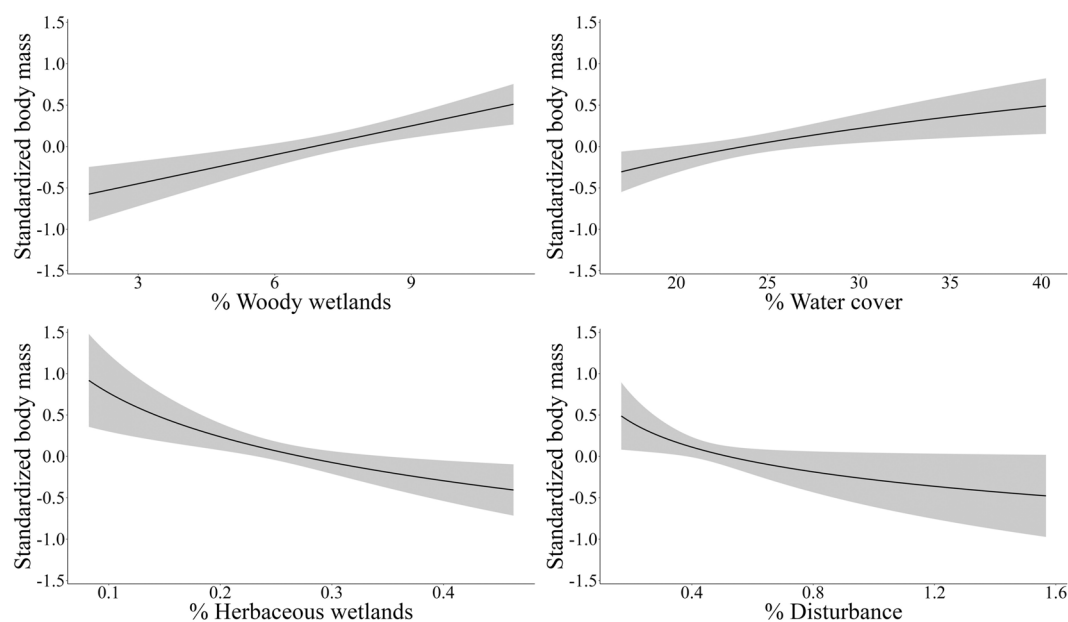 Standardized body mass
1.5
1.0
0.5
0.0
-0.5
-1.0
-1.5
3 6 9
% Woody wetlands
Standardized body mass
1.5
1.0
0.5
0.0
-0.5
-1.0
-1.5
20 25 30 35 40
% Water cover
Standardized body mass
1.5
1.0
0.5
0.0
-0.5
-1.0
-1.5
0.1 0.2 0.3 0.4
% Herbaceous wetlands
Standardized body mass
1.5
1.0
0.5
0.0
-0.5
-1.0
-1.5
0.4 0.8 1.2 1.6
% Disturbance